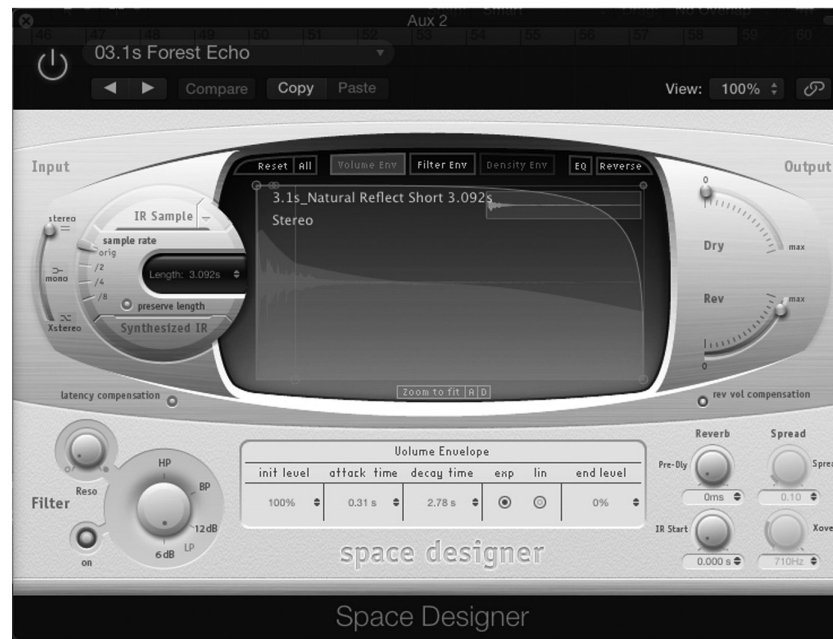 Aux 2
46 47 48 49 50 51 52 53 54 55 56 57 58 59 60
03.1s Forest Echo
Compare Copy Paste View: 100%
Input
Reset All Volume Env Filter Env Density Env EQ Reverse
Output
3.1s_Natural Reflect Short 3.092s
Stereo
stereo
mono
Xstereo
IR Sample
sample rate
orig
/2
/4
/8
Length: 3.092s
preserve length
Synthesized IR
0
Dry
max
Rev
max
0
Zoom to fit A D
latency compensation
rev vol compensation
Reso
Filter
on
HP
BP
12dB
LP
6dB
Volume Envelope
init level attack time decay time exp lin end level
100% 0.31 s 2.78 s 0%
space designer
Reverb Spread
Pre-Dly
0ms 0.10
IR Start
0.000 s 710Hz
Space Designer